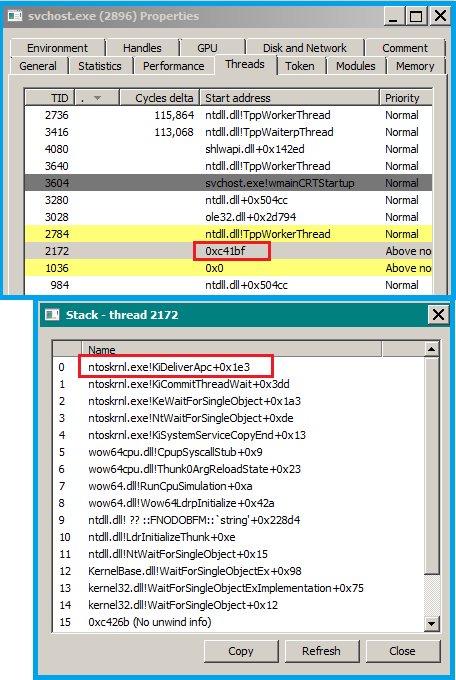 svchost.exe (2896) Properties
Environment Handles GPU Disk and Network Comment
General Statistics Performance Threads Token Modules Memory
TID . Cycles delta Start address Priority
2736 115,864 ntdll.dll!TppWorkerThread Normal
3416 113,068 ntdll.dll!TppWaiterpThread Normal
4080 shlwapi.dll+0x142ed Normal
3640 ntdll.dll!TppWorkerThread Normal
3604 svchost.exe!wmainCRTStartup Normal
3280 ntdll.dll+0x504cc Normal
3028 ole32.dll+0x2d794 Normal
2784 ntdll.dll!TppWorkerThread Normal
2172 0xc41bf Above no
1036 0x0 Above no
984 ntdll.dll+0x504cc Normal
Stack - thread 2172
Name
0 ntoskrnl.exe!KiDeliverApc+0x1e3
1 ntoskrnl.exe!KiCommitThreadWait+0x3dd
2 ntoskrnl.exe!KeWaitForSingleObject+0x1a3
3 ntoskrnl.exe!NtWaitForSingleObject+0xde
4 ntoskrnl.exe!KiSystemServiceCopyEnd+0x13
5 wow64cpu.dll!CpupSyscallStub+0x9
6 wow64cpu.dll!Thunk0ArgReloadState+0x23
7 wow64.dll!RunCpuSimulation+0xa
8 wow64.dll!Wow64LdrpInitialize+0x42a
9 ntdll.dll! ?? ::FNODOBFM::`string'+0x228d4
10 ntdll.dll!LdrInitializeThunk+0xe
11 ntdll.dll!NtWaitForSingleObject+0x15
12 KernelBase.dll!WaitForSingleObjectEx+0x98
13 kernel32.dll!WaitForSingleObjectExImplementation+0x75
14 kernel32.dll!WaitForSingleObject+0x12
15 0xc426b (No unwind info)
Copy Refresh Close